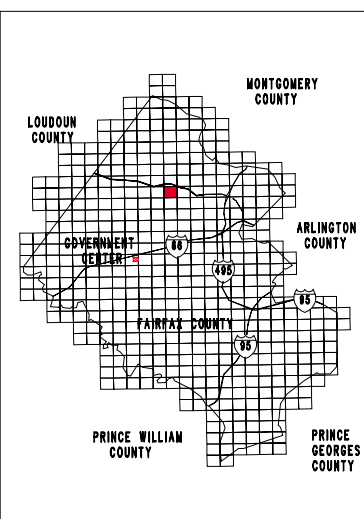 MONTGOMERY
COUNTY
LOUDOUN
COUNTY
ARLINGTON
COUNTY
GOVERNMENT
CENTER
66
495
95
FAIRFAX COUNTY
95
PRINCE WILLIAM
COUNTY
PRINCE
GEORGES
COUNTY